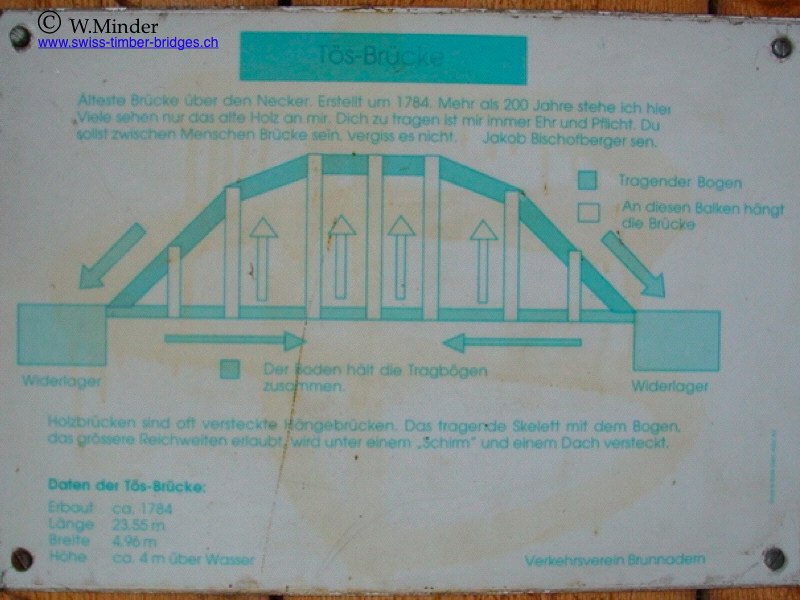 © W.Minder
www.swiss-timber-bridges.ch
Tös-Brücke
Älteste Brücke über den Necker. Erstellt um 1784. Mehr als 200 Jahre stehe ich hier
Viele sehen nur das alte Holz an mir. Dich zu tragen ist mir immer Ehr und Pflicht. Du
sollst zwischen Menschen Brücke sein, vergiss es nicht. Jakob Bischofberger sen.
Tragender Bogen
An diesen Balken hängt
die Brücke
Der Boden hält die Tragbögen
zusammen.
Widerlager
Widerlager
Holzbrücken sind oft versteckte Hängebrücken. Das tragende Skelett mit dem Bogen,
das grössere Reichweiten erlaubt, wird unter einem „Schirm" und einem Dach versteckt.
Daten der Tös-Brücke:
Erbaut ca. 1784
Länge 23.55 m
Breite 4.96 m
Höhe ca. 4 m über Wasser
Verkehrsverein Brunnadern